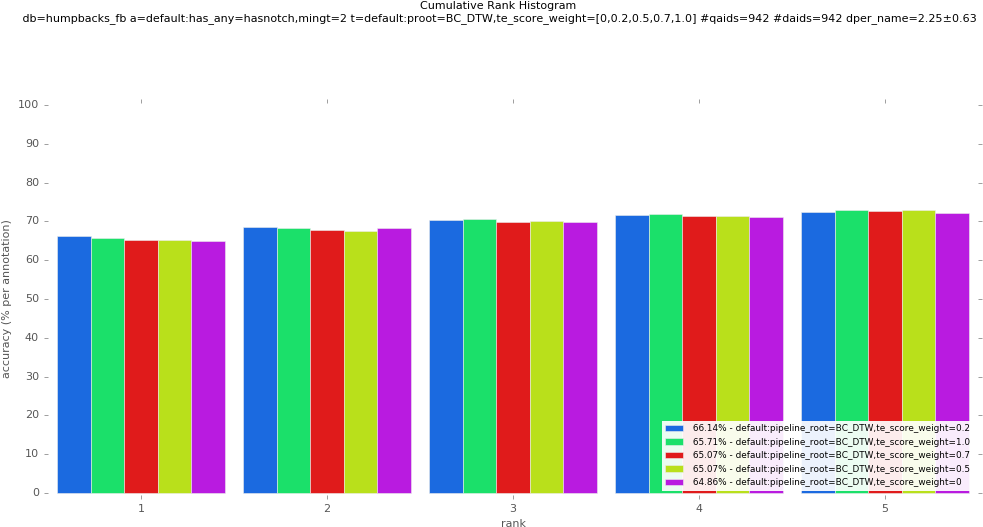 Cumulative Rank Histogram
db=humpbacks_fb a=default:has_any=hasnotch,mingt=2 t=default:proot=BC_DTW,te_score_weight=[0,0.2,0.5,0.7,1.0] #qaids=942 #daids=942 dper_name=2.25±0.63
100
90
80
70
60
50
40
30
20
10
0
accuracy (% per annotation)
66.14% - default:pipeline_root=BC_DTW,te_score_weight=0.2
65.71% - default:pipeline_root=BC_DTW,te_score_weight=1.0
65.07% - default:pipeline_root=BC_DTW,te_score_weight=0.7
65.07% - default:pipeline_root=BC_DTW,te_score_weight=0.5
64.86% - default:pipeline_root=BC_DTW,te_score_weight=0
1 2 3 4 5
rank